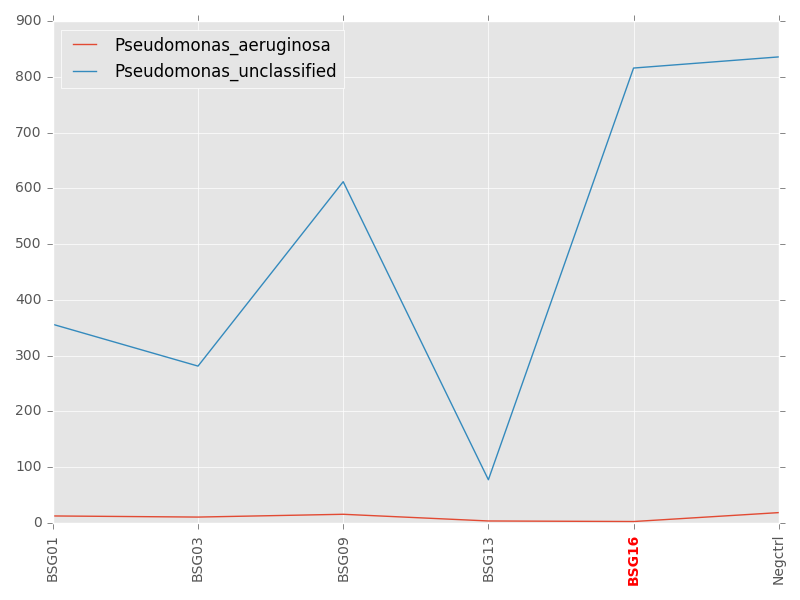 900
800
700
600
500
400
300
200
100
0
Pseudomonas_aeruginosa
Pseudomonas_unclassified
BSG01
BSG03
BSG09
BSG13
BSG16
Negctrl